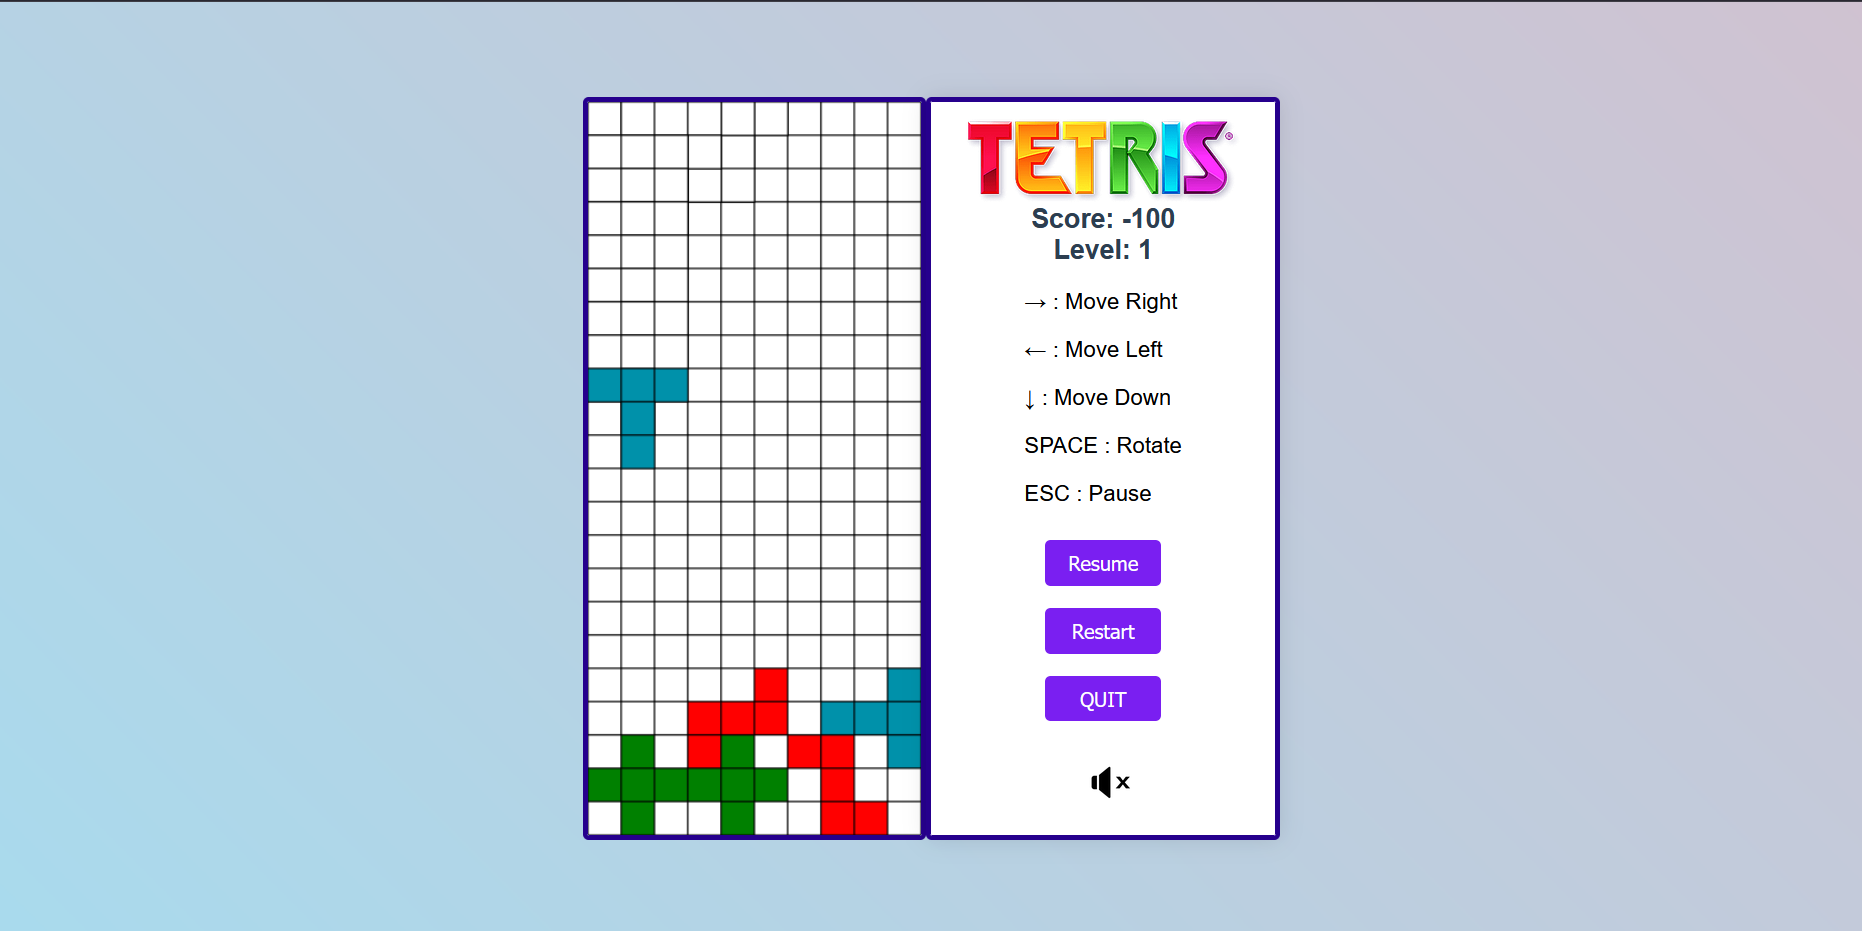 TETRIS®
Score: -100
Level: 1
→ : Move Right
← : Move Left
↓ : Move Down
SPACE : Rotate
ESC : Pause
Resume
Restart
QUIT